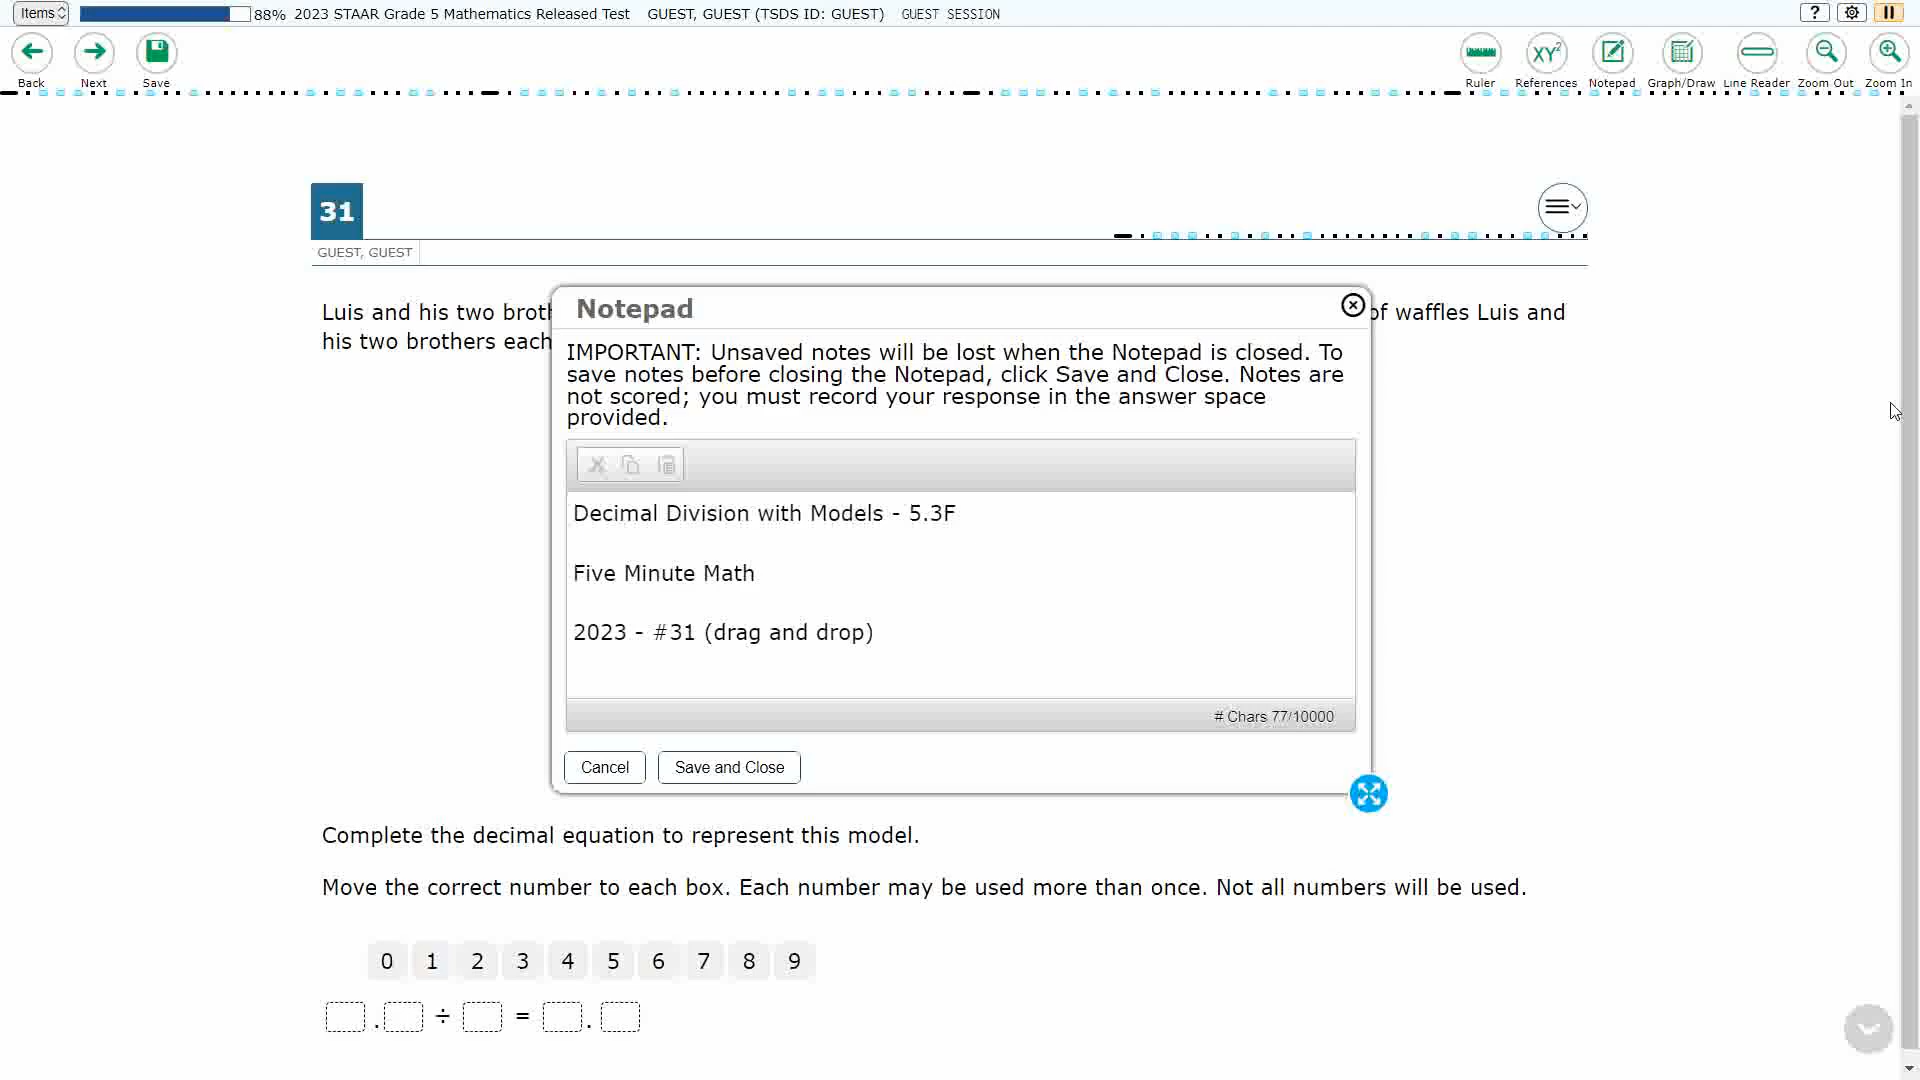 Items 88% 2023 STAAR Grade 5 Mathematics Released Test GUEST, GUEST (TSDS ID: GUEST) GUEST SESSION ?
Back Next Save Ruler References Notepad Graph/Draw Line Reader Zoom Out Zoom In
XY²
31
GUEST, GUEST
Luis and his two broth of waffles Luis and
his two brothers each
Notepad
IMPORTANT: Unsaved notes will be lost when the Notepad is closed. To
save notes before closing the Notepad, click Save and Close. Notes are
not scored; you must record your response in the answer space
provided.
Decimal Division with Models - 5.3F
Five Minute Math
2023 - #31 (drag and drop)
# Chars 77/10000
Cancel Save and Close
Complete the decimal equation to represent this model.
Move the correct number to each box. Each number may be used more than once. Not all numbers will be used.
0 1 2 3 4 5 6 7 8 9
. ÷ = .